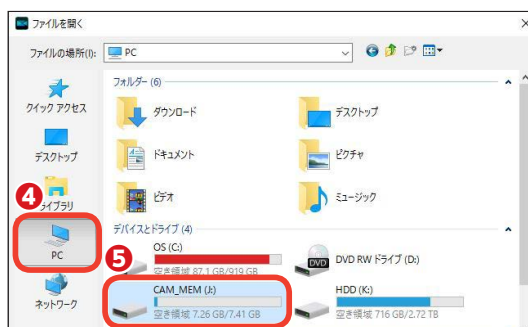 ファイルを開く
ファイルの場所(I):
PC
クイック アクセス
デスクトップ
ライブラリ
PC
ネットワーク
フォルダー (6)
ダウンロード
デスクトップ
ドキュメント
ピクチャ
ビデオ
ミュージック
デバイスとドライブ (4)
OS (C:)
空き領域 87.1 GB/919 GB
DVD RW ドライブ (D:)
DVD
CAM_MEM (J:)
空き領域 7.26 GB/7.41 GB
HDD (K:)
空き領域 716 GB/2.72 TB
4
5